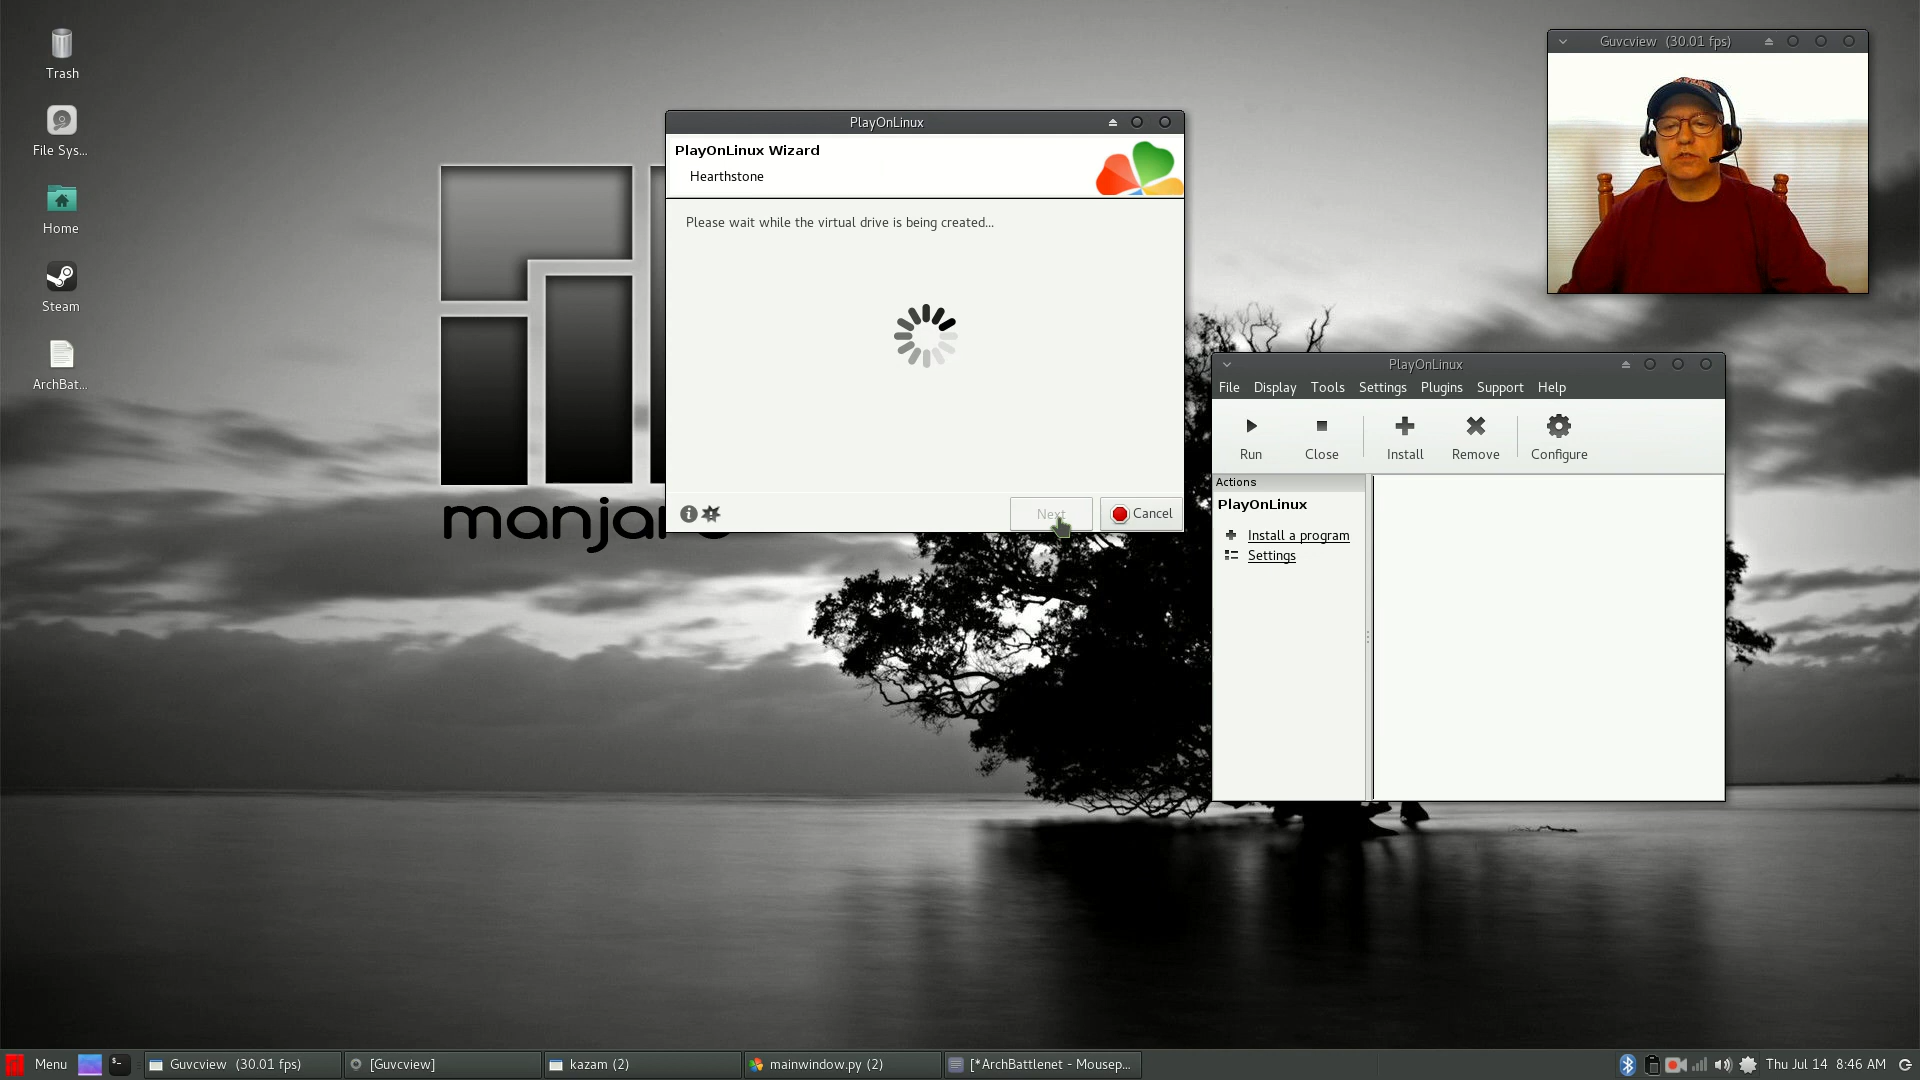 Trash
File Sys...
Home
Steam
ArchBat...
PlayOnLinux
PlayOnLinux Wizard
Hearthstone
Please wait while the virtual drive is being created...
Next
Cancel
Guvcview (30.01 fps)
PlayOnLinux
File Display Tools Settings Plugins Support Help
Run Close Install Remove Configure
Actions
PlayOnLinux
Install a program
Settings
Menu Guvcview (30.01 fps) [Guvcview] kazam (2) mainwindow.py (2) [*ArchBattlenet - Mousep... Thu Jul 14 8:46 AM